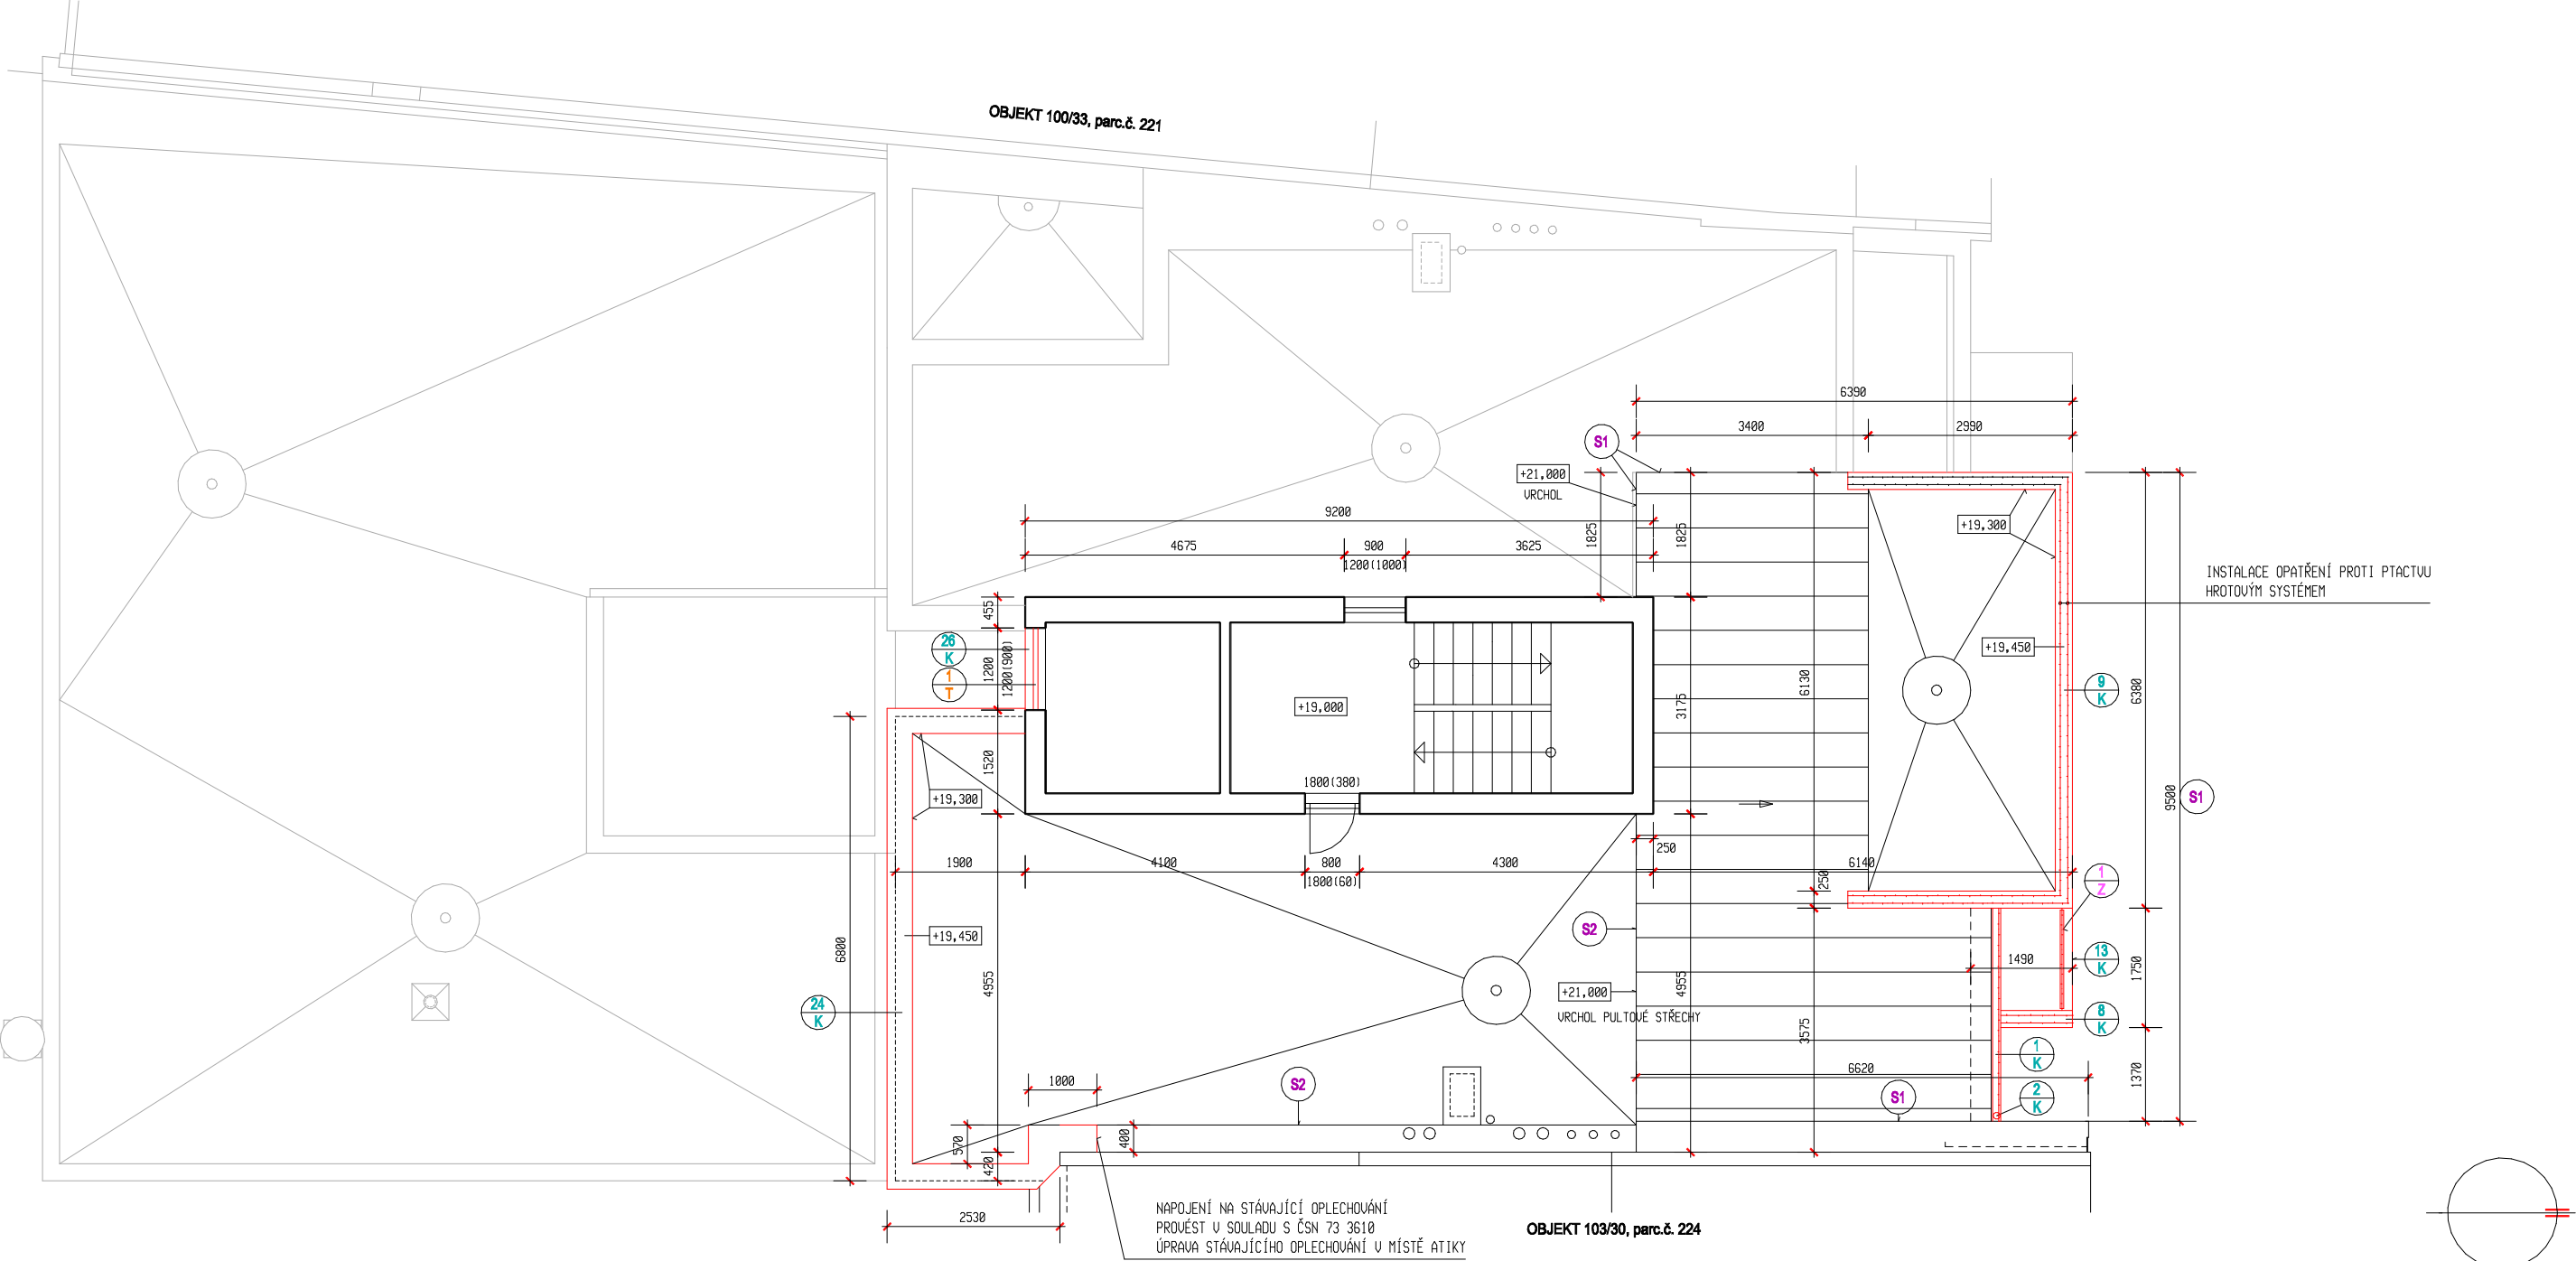 OBJEKT 100/33, parc.č. 221
6390
3400
2990
S1
+21,000
VRCHOL
9200
4675
900
3625
1200(1000)
1825
1825
+19,300
INSTALACE OPATŘENÍ PROTI PTACTVU
HROTOVÝM SYSTÉMEM
455
26
K
1
T
1200
1200(900)
1520
+19,000
3175
6130
+19,450
9
K
6380
9500
S1
1800(380)
+19,300
1900
4100
800
1800(60)
4300
250
6140
250
1
Z
6800
+19,450
4955
S2
4955
1490
13
K
1750
24
K
+21,000
VRCHOL PULTOVÉ STŘECHY
3575
8
K
1
K
6620
1370
1000
S2
S1
2
K
570
420
400
2530
NAPOJENÍ NA STÁVAJÍCÍ OPLECHOVÁNÍ
PROVÉST V SOULADU S ČSN 73 3610
ÚPRAVA STÁVAJÍCÍHO OPLECHOVÁNÍ V MÍSTĚ ATIKY
OBJEKT 103/30, parc.č. 224